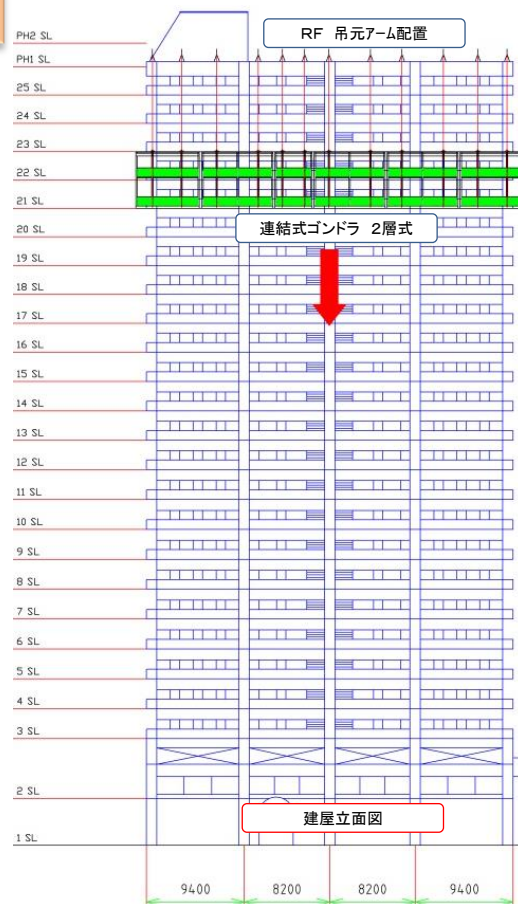 RF 吊元アーム配置
PH2 SL
PH1 SL
25 SL
24 SL
23 SL
22 SL
21 SL
連結式ゴンドラ 2層式
20 SL
19 SL
18 SL
17 SL
16 SL
15 SL
14 SL
13 SL
12 SL
11 SL
10 SL
9 SL
8 SL
7 SL
6 SL
5 SL
4 SL
3 SL
2 SL
建屋立面図
1 SL
9400 8200 8200 9400